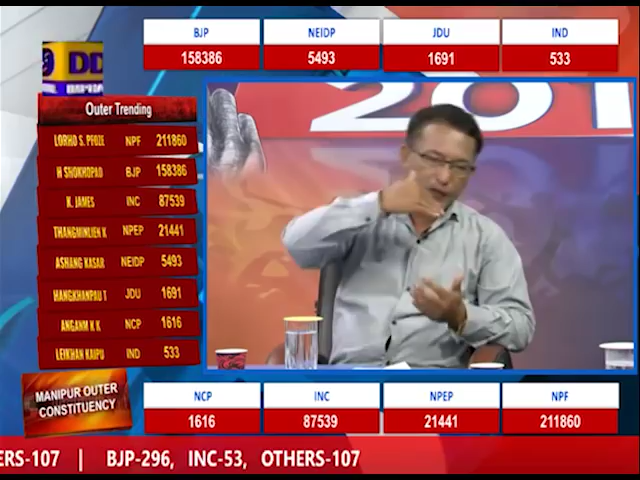 BJP NEIDP JDU IND
158386 5493 1691 533
DD
Outer Trending
LORHO S. PFOZE NPF 211860
H SHOKHOPAO BJP 158386
K. JAMES INC 87539
THANGMINLIEN K NPEP 21441
ASHANG KASAR NEIDP 5493
HANGKHANPAU T JDU 1691
ANGAM K K NCP 1616
LEIKHAN KAIPU IND 533
201
MANIPUR OUTER
CONSTITUENCY
NCP INC NPEP NPF
1616 87539 21441 211860
ERS-107 | BJP-296, INC-53, OTHERS-107